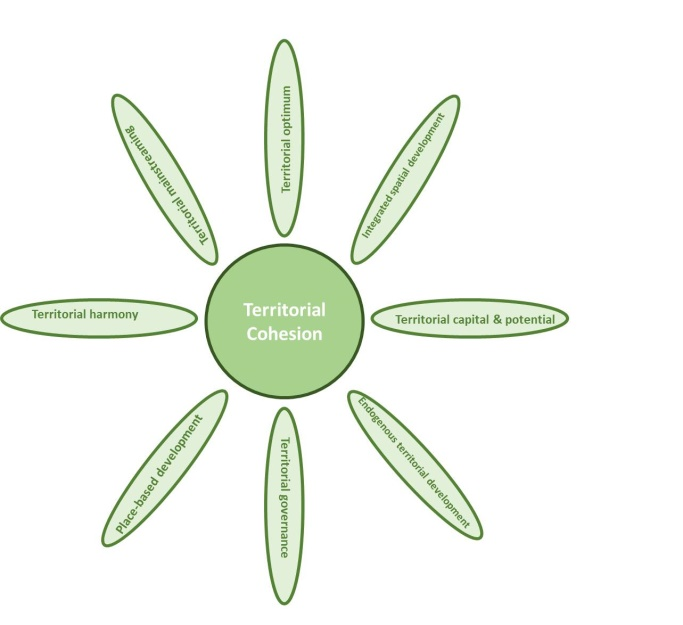 Territorial optimum
Integrated spatial development
Territorial mainstreaming
Territorial
Cohesion
Territorial harmony
Territorial capital & potential
Place-based development
Territorial governance
Endogenous territorial development